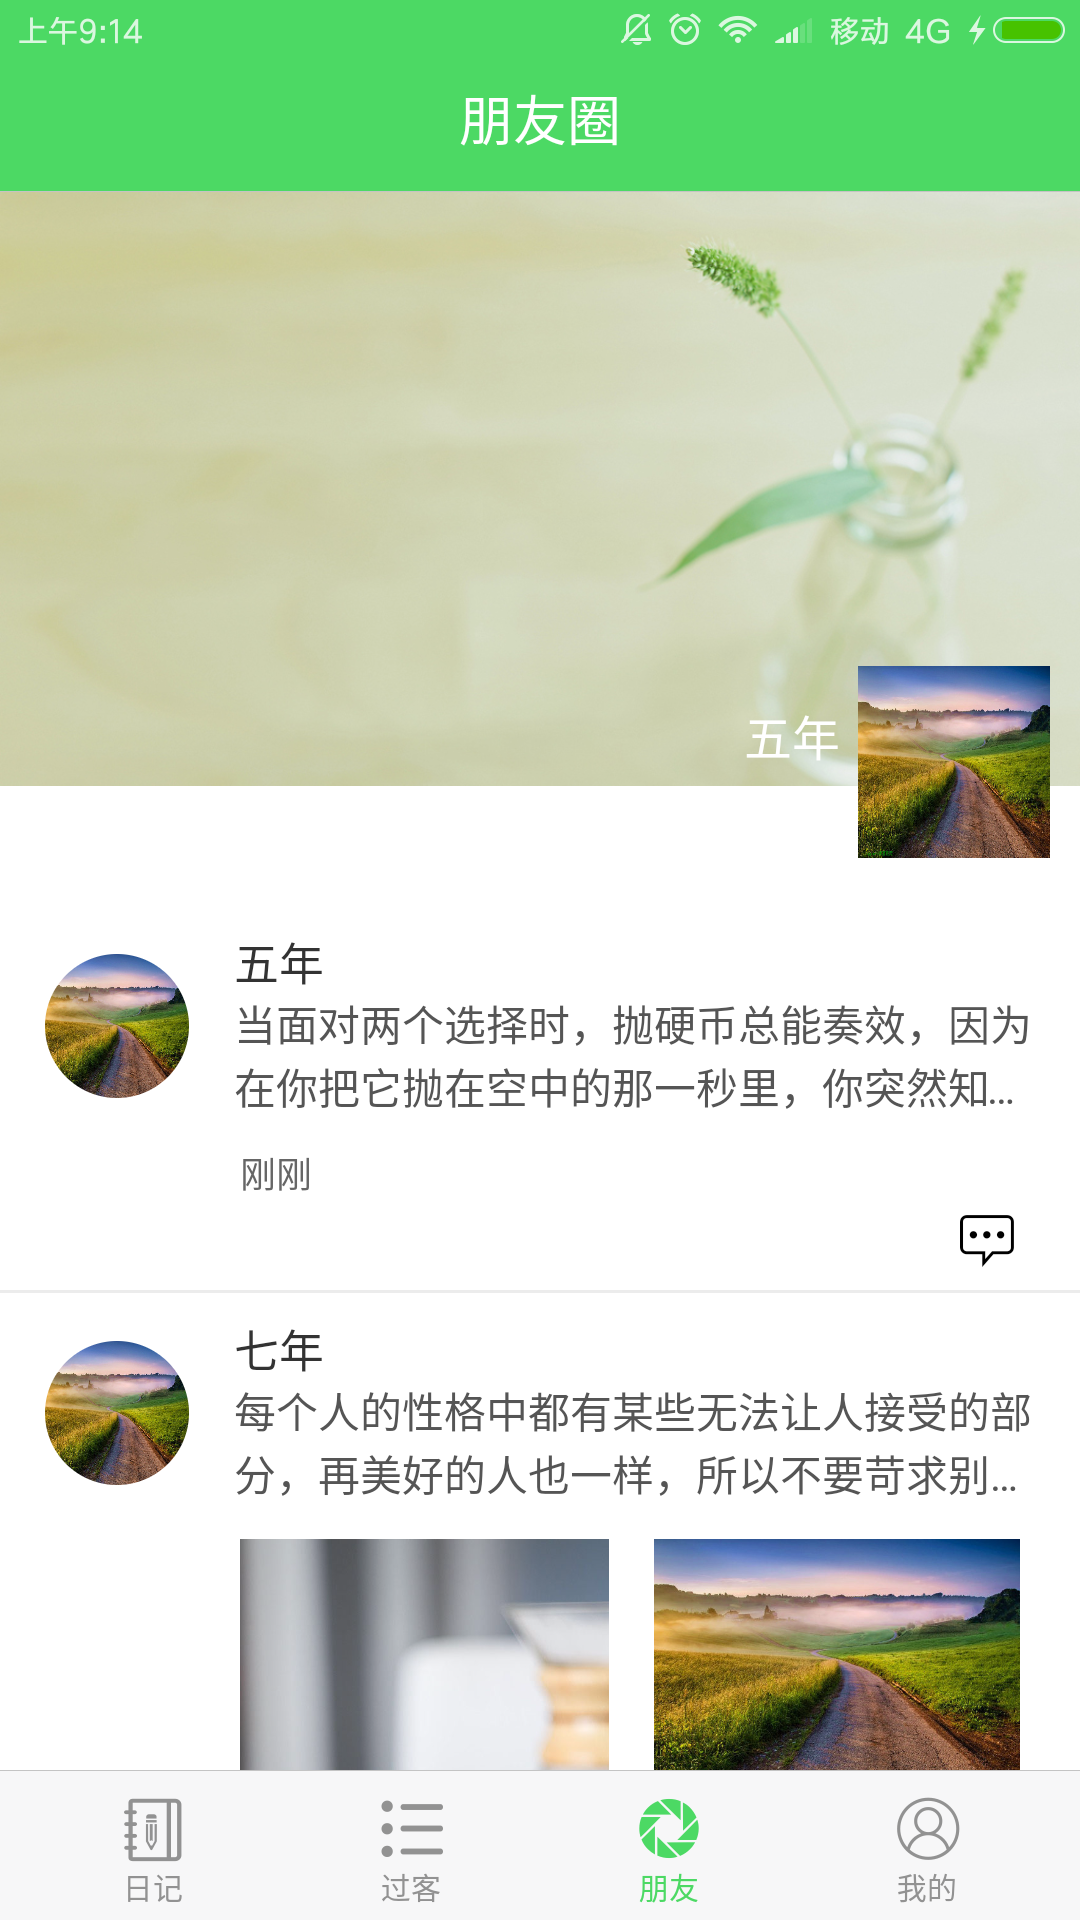 上午9:14 移动 4G
朋友圈
五年
五年
当面对两个选择时，抛硬币总能奏效，因为
在你把它抛在空中的那一秒里，你突然知...
刚刚
七年
每个人的性格中都有某些无法让人接受的部
分，再美好的人也一样，所以不要苛求别...
日记 过客 朋友 我的